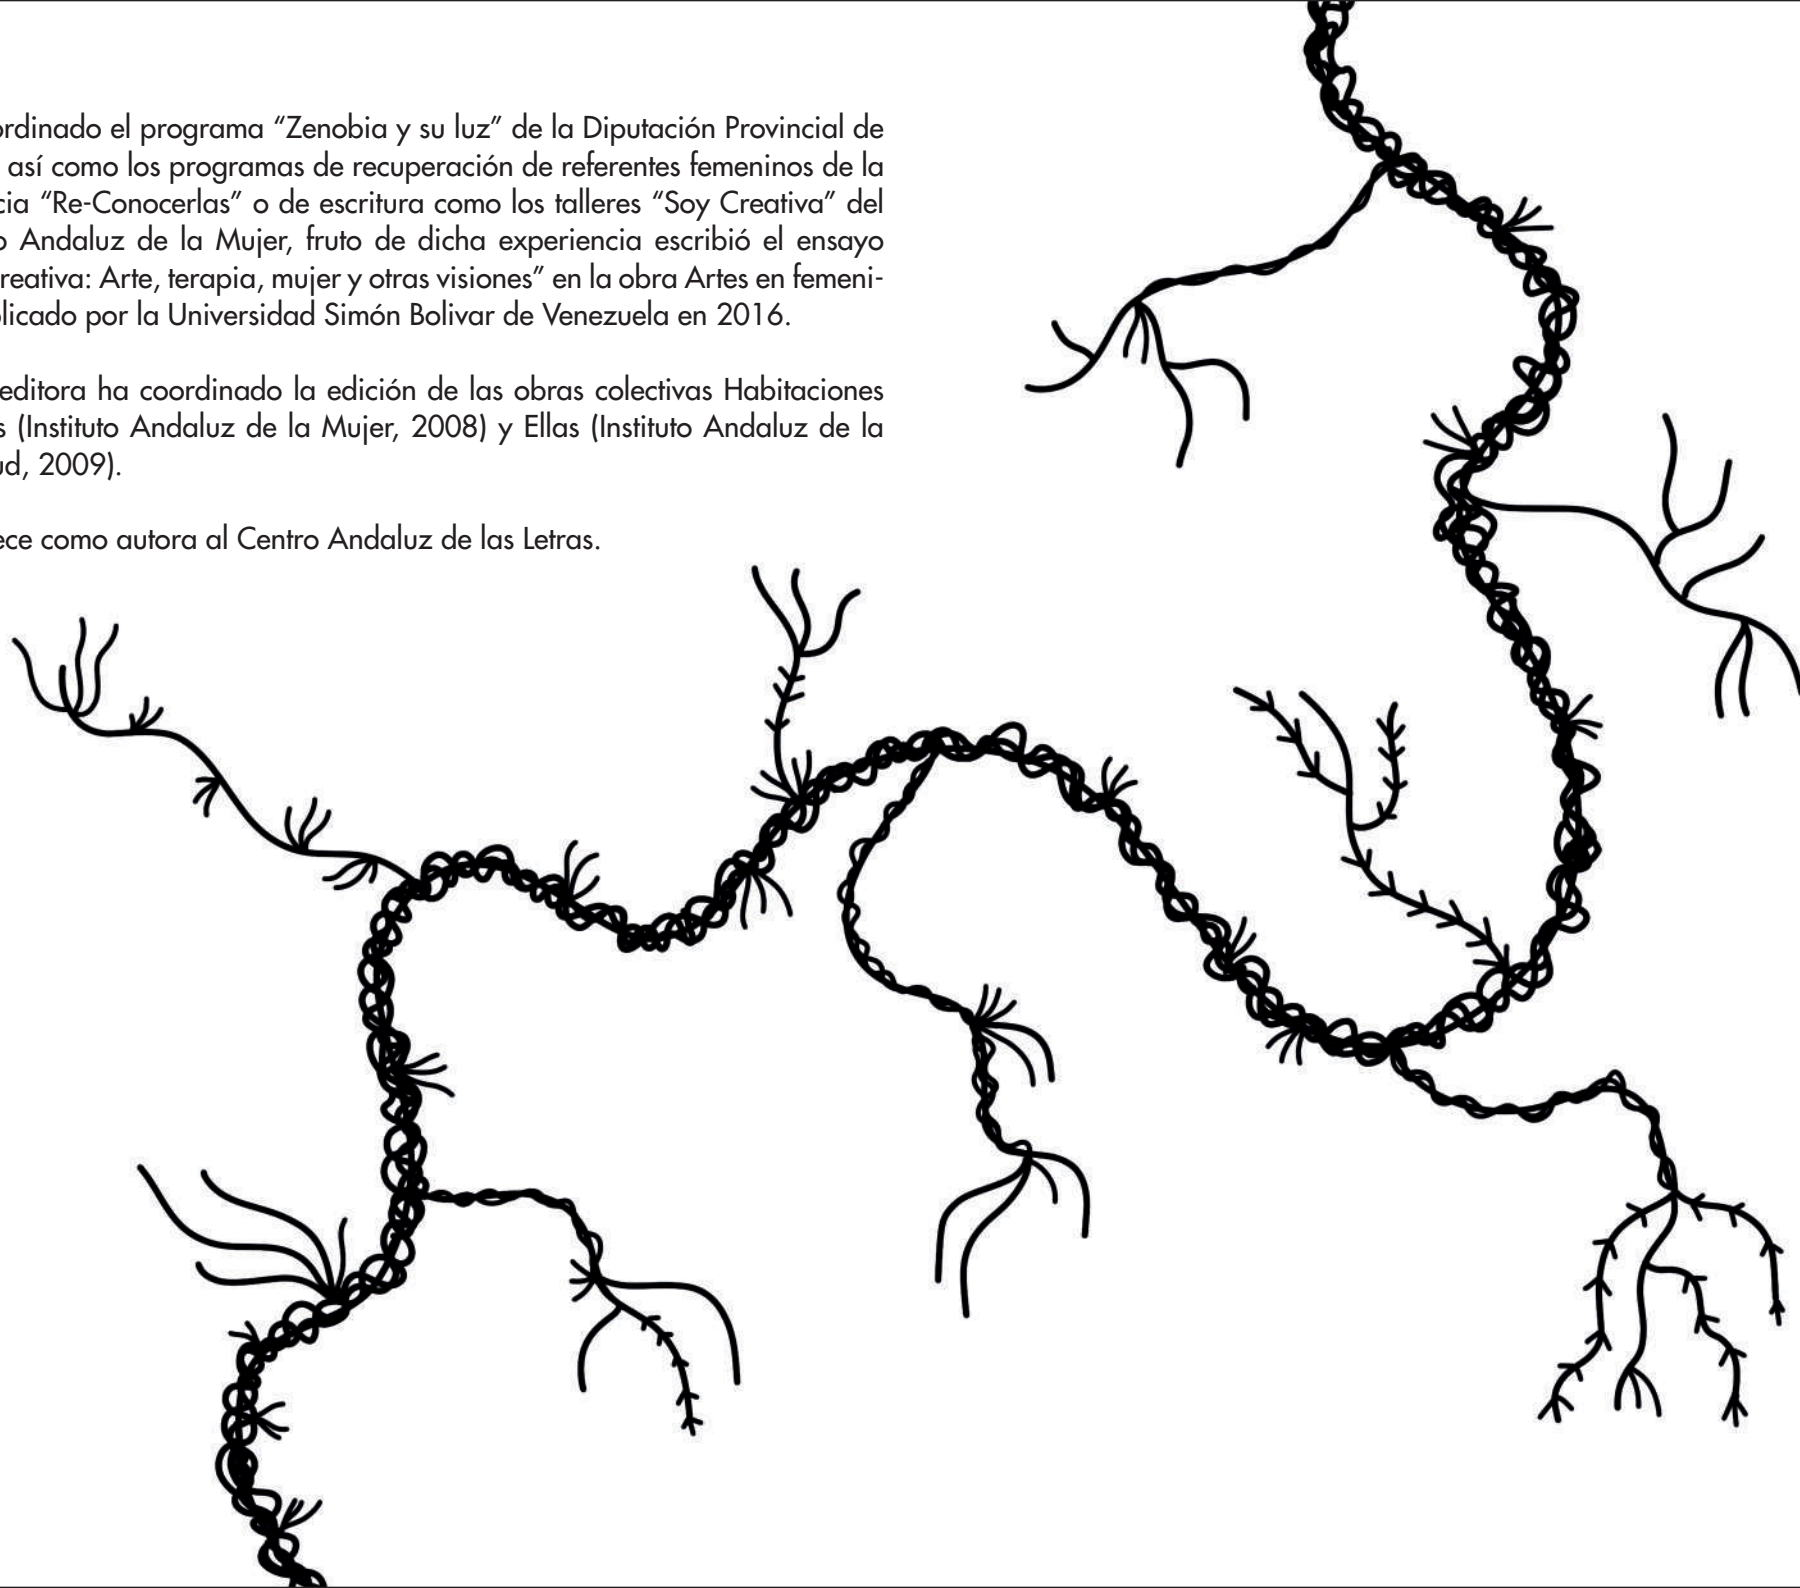 rdinado el programa “Zenobia y su luz” de la Diputación Provincial de
así como los programas de recuperación de referentes femeninos de la
cia “Re-Conocerlas” o de escritura como los talleres “Soy Creativa” del
o Andaluz de la Mujer, fruto de dicha experiencia escribió el ensayo
reativa: Arte, terapia, mujer y otras visiones” en la obra Artes en femeni-
licado por la Universidad Simón Bolivar de Venezuela en 2016.
editora ha coordinado la edición de las obras colectivas Habitaciones
s (Instituto Andaluz de la Mujer, 2008) y Ellas (Instituto Andaluz de la
ud, 2009).
ece como autora al Centro Andaluz de las Letras.